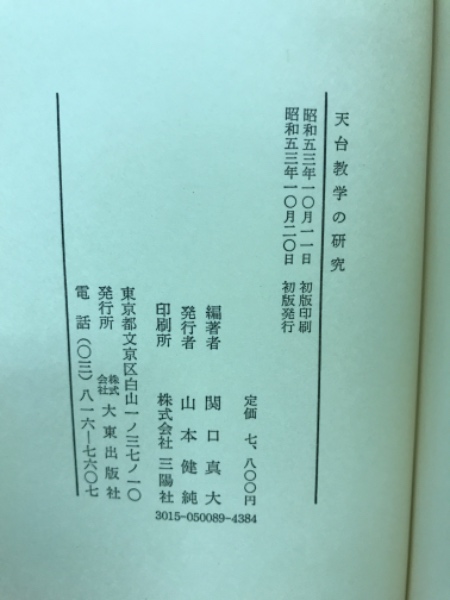 天台教学の研究
昭和五三年一〇月一一日 初版印刷
昭和五三年一〇月二〇日 初版発行
定価 七、八〇〇円
編著者 関口真大
発行者 山本健純
印刷所 株式会社 三陽社
東京都文京区白山一ノ三七ノ一〇
発行所 株式会社 大東出版社
電話(〇三)八一六―七六〇七
3015-050089-4384